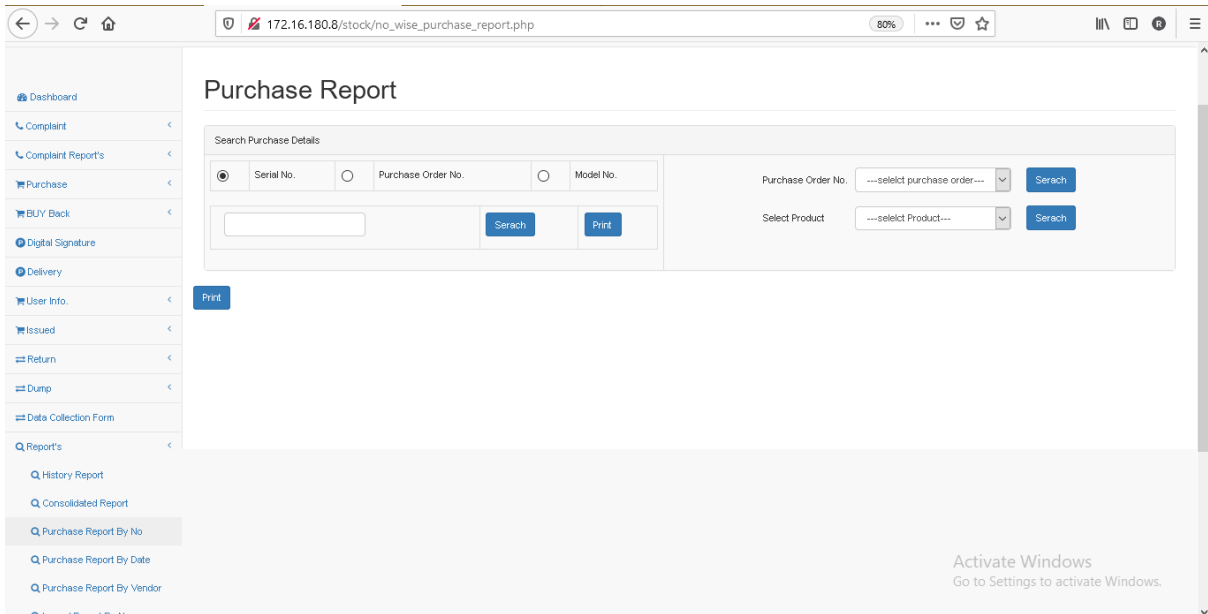 172.16.180.8/stock/no_wise_purchase_report.php
80%
Dashboard
Complaint
Complaint Report's
Purchase
BUY Back
Digital Signature
Delivery
User Info.
Issued
Return
Dump
Data Collection Form
Report's
History Report
Consolidated Report
Purchase Report By No
Purchase Report By Date
Purchase Report By Vendor
Purchase Report
Search Purchase Details
Serial No. Purchase Order No. Model No.
Serach Print
Purchase Order No. ---selelct purchase order--- Serach
Select Product ---selelct Product--- Serach
Print
Activate Windows
Go to Settings to activate Windows.